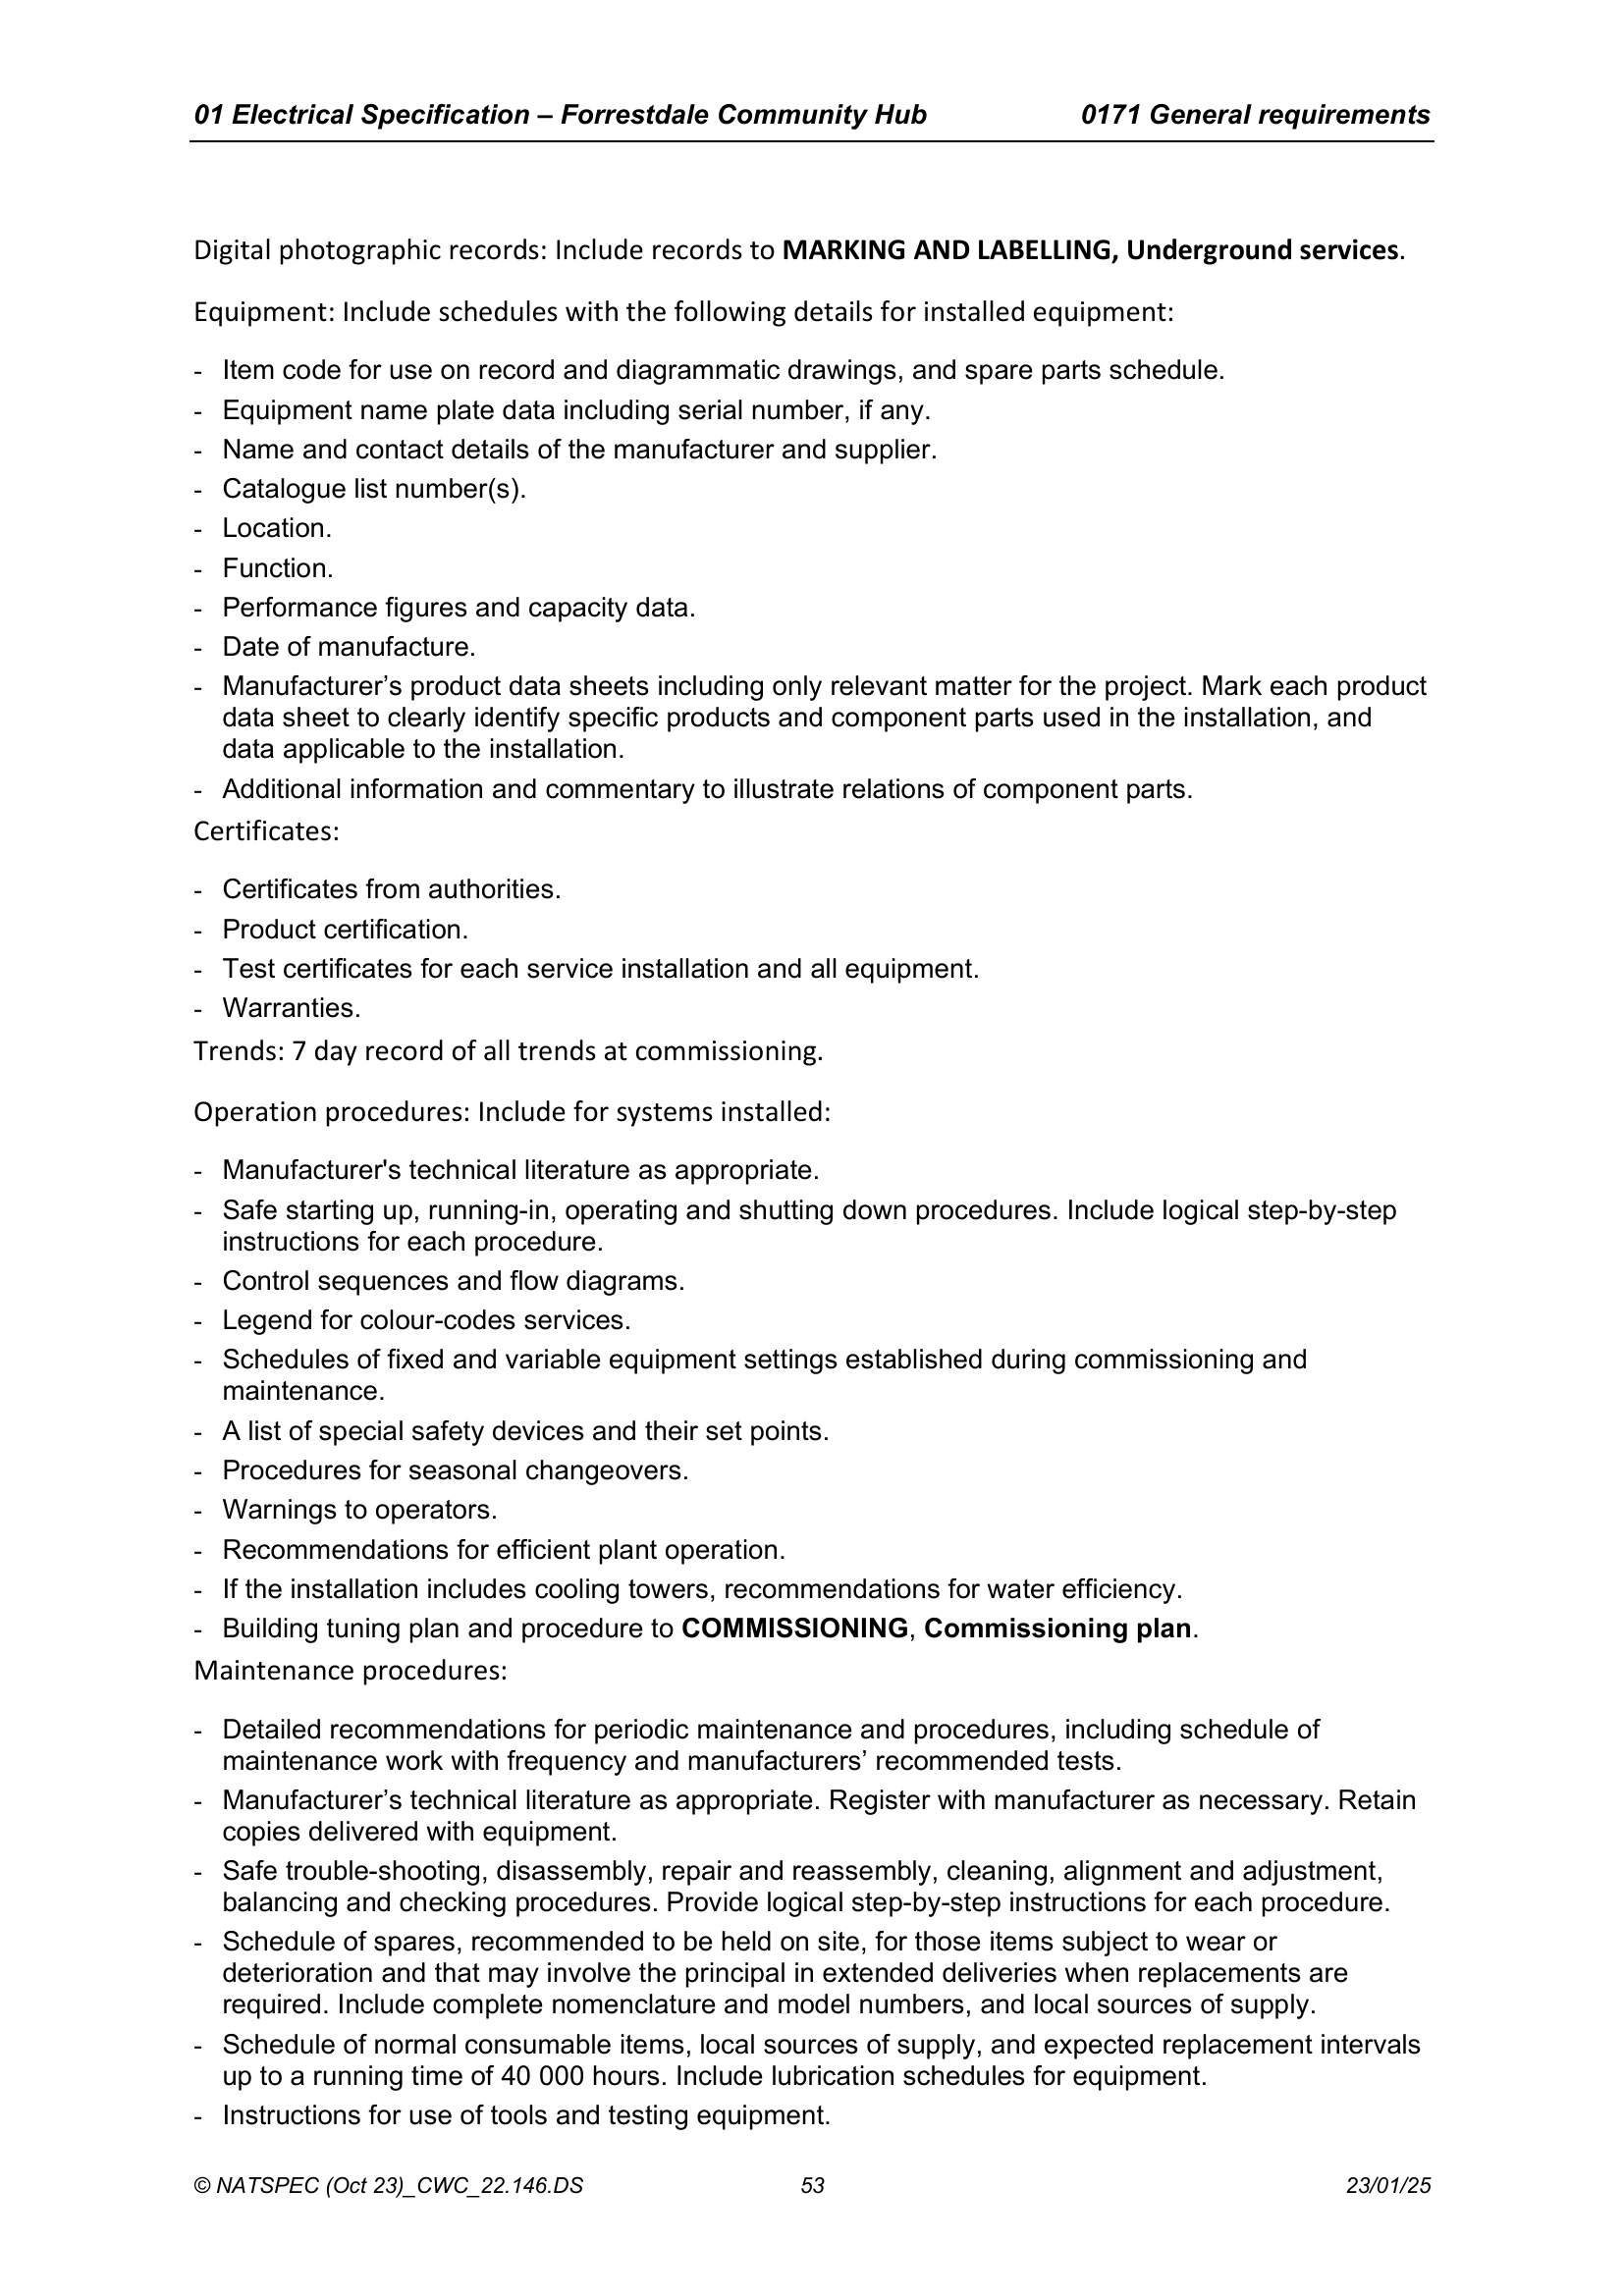 01 Electrical Specification – Forrestdale Community Hub 0171 General requirements
Digital photographic records: Include records to MARKING AND LABELLING, Underground services.
Equipment: Include schedules with the following details for installed equipment:
- Item code for use on record and diagrammatic drawings, and spare parts schedule.
- Equipment name plate data including serial number, if any.
- Name and contact details of the manufacturer and supplier.
- Catalogue list number(s).
- Location.
- Function.
- Performance figures and capacity data.
- Date of manufacture.
- Manufacturer’s product data sheets including only relevant matter for the project. Mark each product
data sheet to clearly identify specific products and component parts used in the installation, and
data applicable to the installation.
- Additional information and commentary to illustrate relations of component parts.
Certificates:
- Certificates from authorities.
- Product certification.
- Test certificates for each service installation and all equipment.
- Warranties.
Trends: 7 day record of all trends at commissioning.
Operation procedures: Include for systems installed:
- Manufacturer's technical literature as appropriate.
- Safe starting up, running-in, operating and shutting down procedures. Include logical step-by-step
instructions for each procedure.
- Control sequences and flow diagrams.
- Legend for colour-codes services.
- Schedules of fixed and variable equipment settings established during commissioning and
maintenance.
- A list of special safety devices and their set points.
- Procedures for seasonal changeovers.
- Warnings to operators.
- Recommendations for efficient plant operation.
- If the installation includes cooling towers, recommendations for water efficiency.
- Building tuning plan and procedure to COMMISSIONING, Commissioning plan.
Maintenance procedures:
- Detailed recommendations for periodic maintenance and procedures, including schedule of
maintenance work with frequency and manufacturers’ recommended tests.
- Manufacturer’s technical literature as appropriate. Register with manufacturer as necessary. Retain
copies delivered with equipment.
- Safe trouble-shooting, disassembly, repair and reassembly, cleaning, alignment and adjustment,
balancing and checking procedures. Provide logical step-by-step instructions for each procedure.
- Schedule of spares, recommended to be held on site, for those items subject to wear or
deterioration and that may involve the principal in extended deliveries when replacements are
required. Include complete nomenclature and model numbers, and local sources of supply.
- Schedule of normal consumable items, local sources of supply, and expected replacement intervals
up to a running time of 40 000 hours. Include lubrication schedules for equipment.
- Instructions for use of tools and testing equipment.
© NATSPEC (Oct 23)_CWC_22.146.DS 53 23/01/25